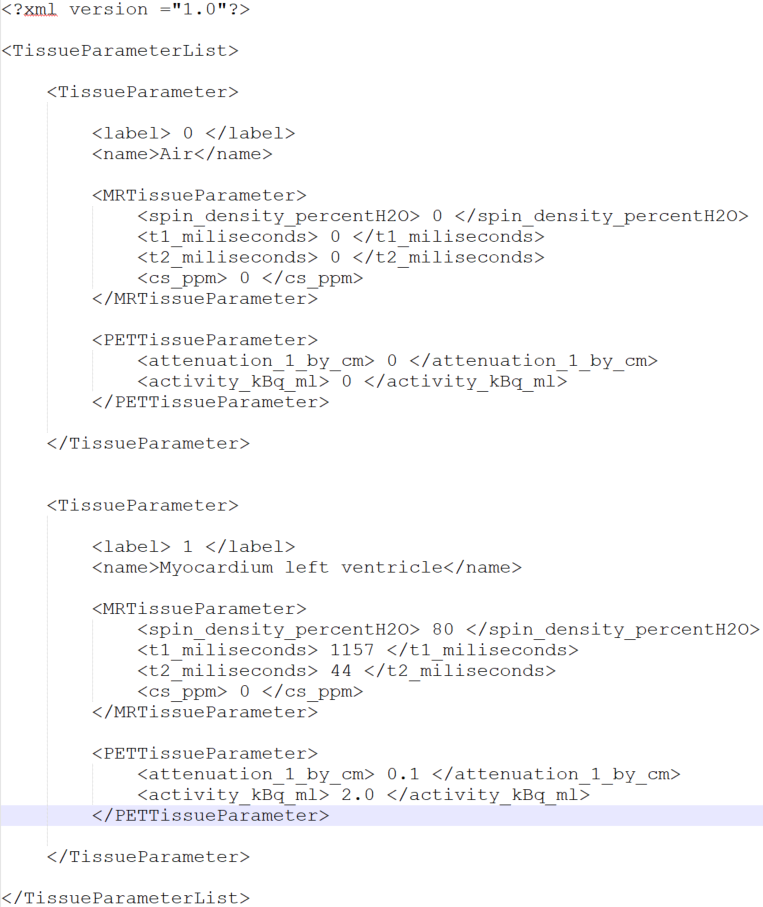 <?xml version ="1.0"?>
<TissueParameterList>
<TissueParameter>
<label> 0 </label>
<name>Air</name>
<MRTissueParameter>
<spin_density_percentH2O> 0 </spin_density_percentH2O>
<t1_miliseconds> 0 </t1_miliseconds>
<t2_miliseconds> 0 </t2_miliseconds>
<cs_ppm> 0 </cs_ppm>
</MRTissueParameter>
<PETTissueParameter>
<attenuation_1_by_cm> 0 </attenuation_1_by_cm>
<activity_kBq_ml> 0 </activity_kBq_ml>
</PETTissueParameter>
</TissueParameter>
<TissueParameter>
<label> 1 </label>
<name>Myocardium left ventricle</name>
<MRTissueParameter>
<spin_density_percentH2O> 80 </spin_density_percentH2O>
<t1_miliseconds> 1157 </t1_miliseconds>
<t2_miliseconds> 44 </t2_miliseconds>
<cs_ppm> 0 </cs_ppm>
</MRTissueParameter>
<PETTissueParameter>
<attenuation_1_by_cm> 0.1 </attenuation_1_by_cm>
<activity_kBq_ml> 2.0 </activity_kBq_ml>
</PETTissueParameter>
</TissueParameter>
</TissueParameterList>